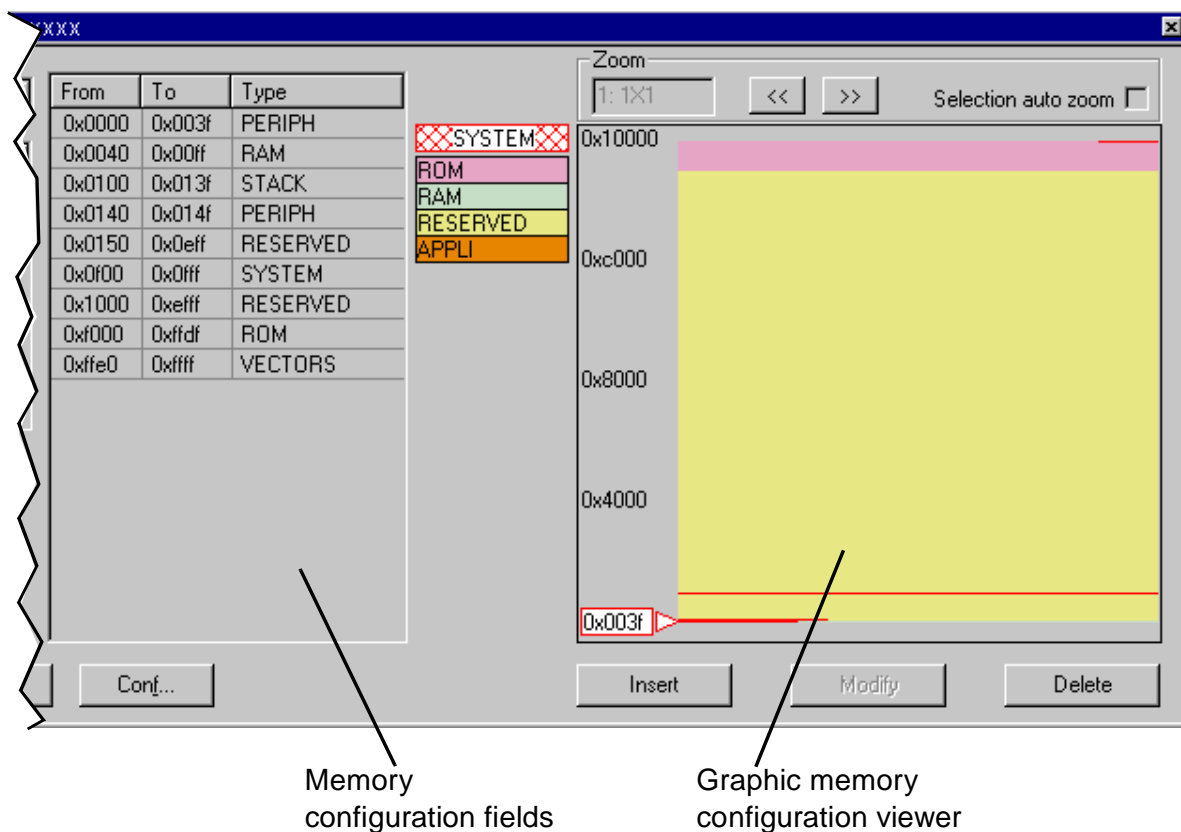 XXX
From To Type
0x0000 0x003f PERIPH
0x0040 0x00ff RAM
0x0100 0x013f STACK
0x0140 0x014f PERIPH
0x0150 0x0eff RESERVED
0x0f00 0x0fff SYSTEM
0x1000 0xefff RESERVED
0xf000 0xffdf ROM
0xffe0 0xffff VECTORS
SYSTEM
ROM
RAM
RESERVED
APPLI
Zoom
1: 1X1 << >> Selection auto zoom
0x10000
0xc000
0x8000
0x4000
0x003f
Conf... Insert Modify Delete
Memory
configuration fields
Graphic memory
configuration viewer